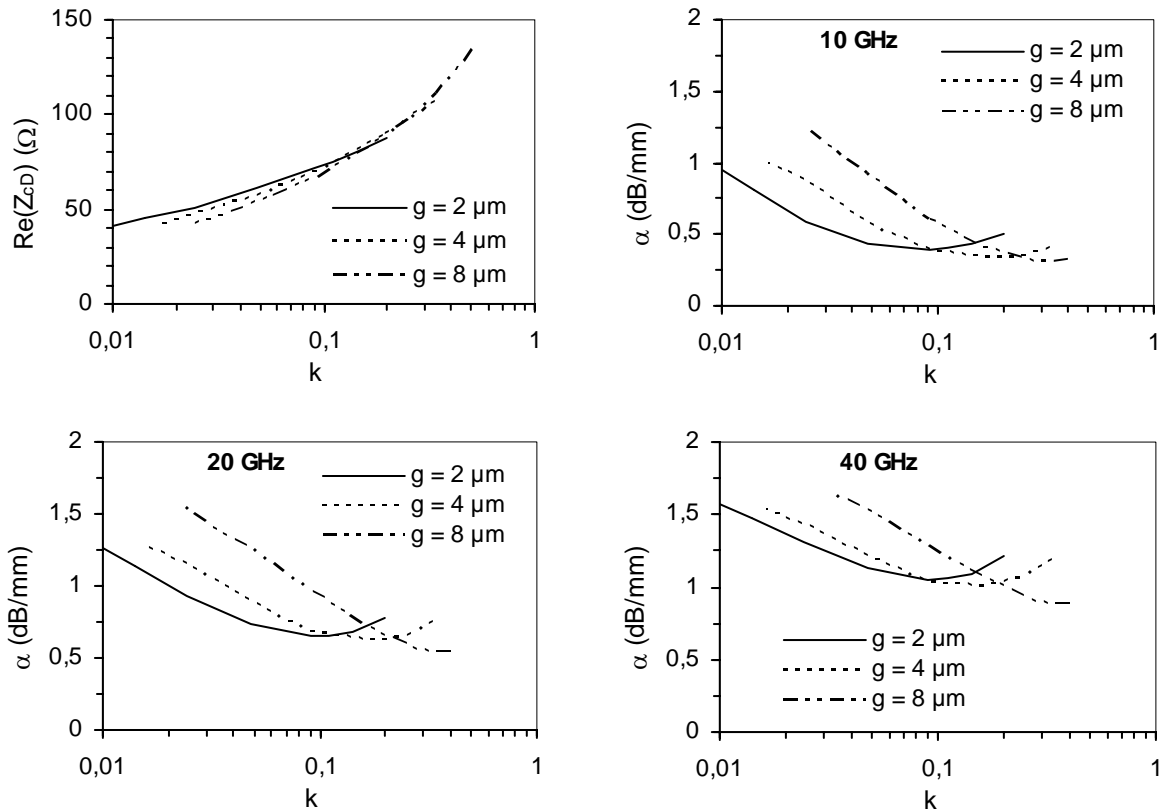 150
100
50
0
Re(ZcD) (Ω)
g = 2 µm
g = 4 µm
g = 8 µm
0,01
0,1
1
k
10 GHz
2
1,5
1
0,5
0
α (dB/mm)
g = 2 µm
g = 4 µm
g = 8 µm
0,01
0,1
1
k
20 GHz
2
1,5
1
0,5
0
α (dB/mm)
g = 2 µm
g = 4 µm
g = 8 µm
0,01
0,1
1
k
40 GHz
2
1,5
1
0,5
0
α (dB/mm)
g = 2 µm
g = 4 µm
g = 8 µm
0,01
0,1
1
k